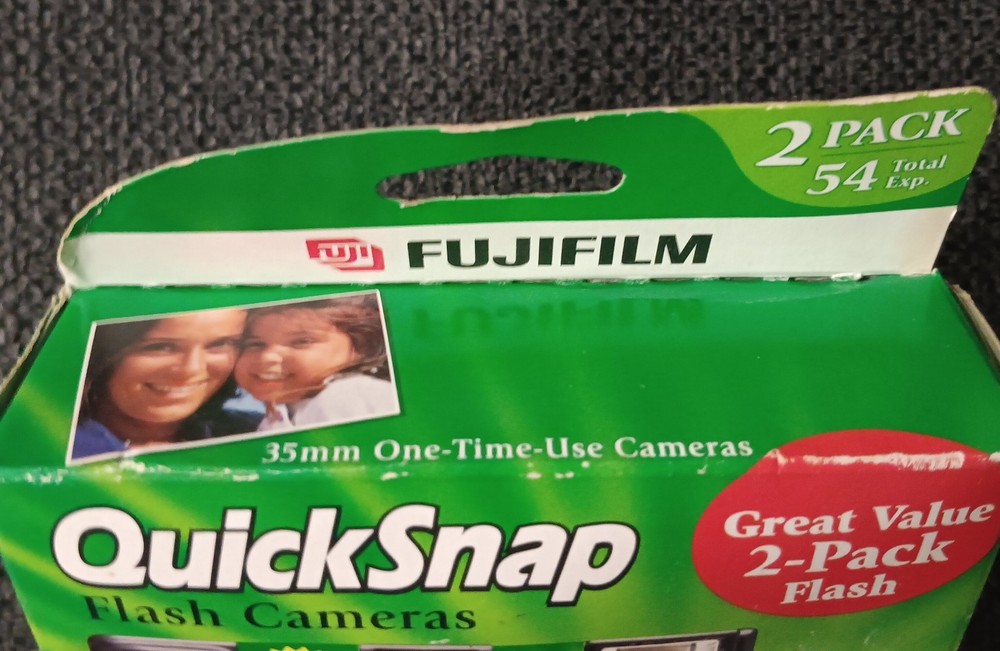 2 PACK
54 Total Exp.
FUJI FUJIFILM
35mm One-Time-Use Cameras
QuickSnap
Flash Cameras
Great Value
2-Pack
Flash